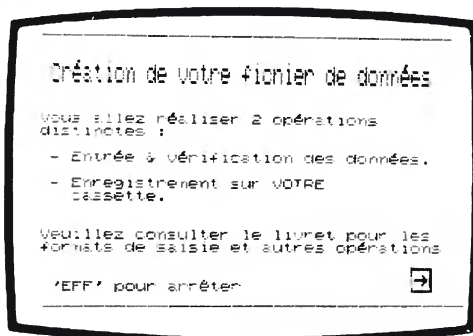 Création de votre fichier de données
Vous allez réaliser 2 opérations
distinctes :
- Entrée & vérification des données.
- Enregistrement sur VOTRE
cassette.
Veuillez consulter le livret pour les
formats de saisie et autres opérations
'EFF' pour arrêter →